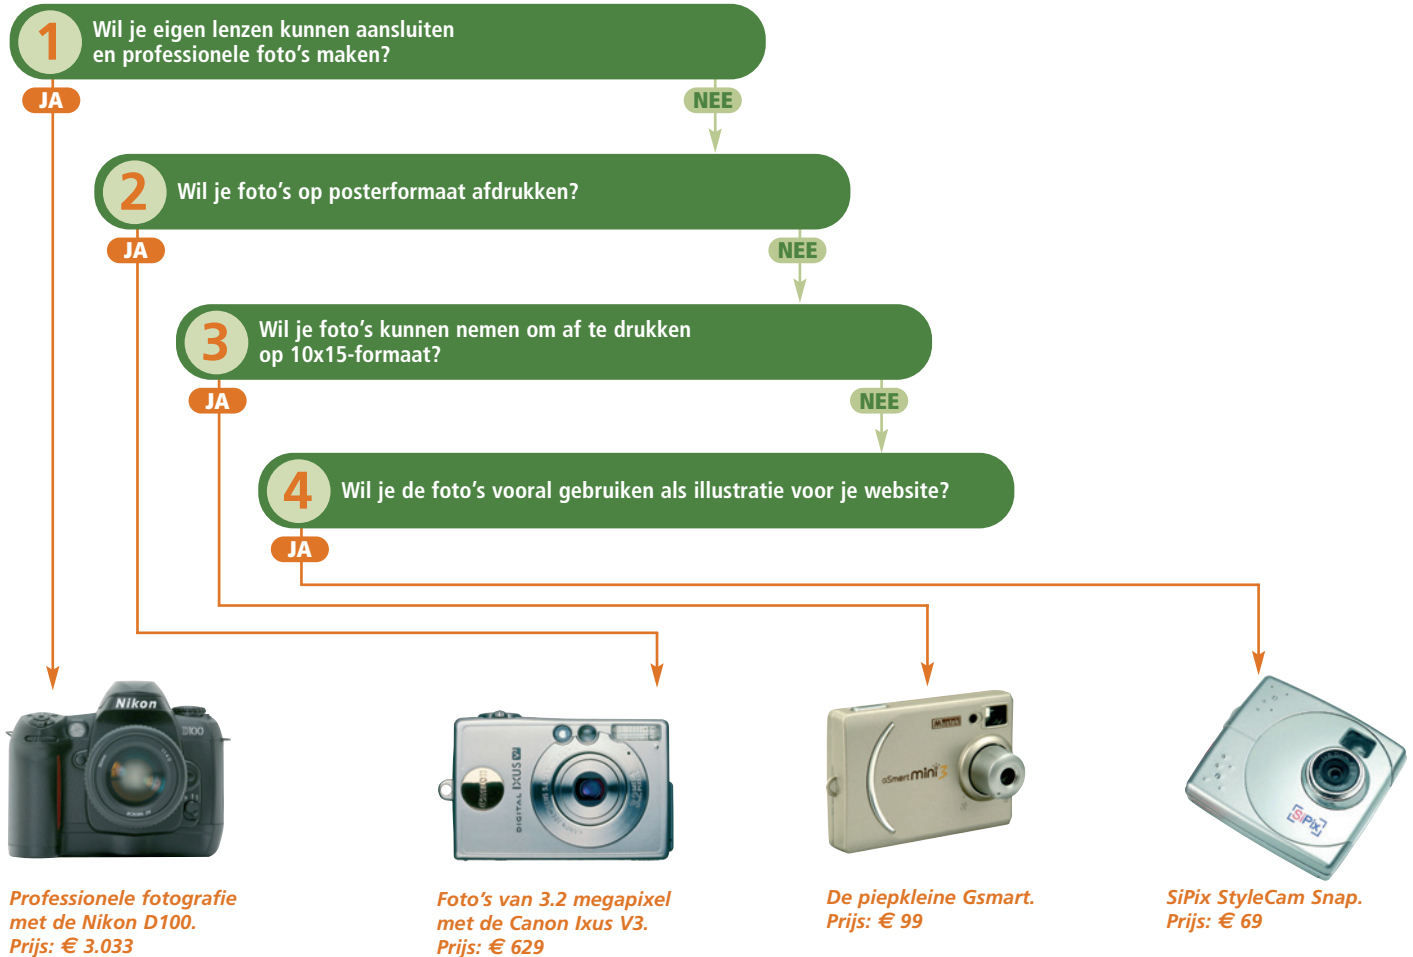 1
Wil je eigen lenzen kunnen aansluiten
en professionele foto's maken?
JA
NEE
2
Wil je foto's op posterformaat afdrukken?
JA
NEE
3
Wil je foto's kunnen nemen om af te drukken
op 10x15-formaat?
JA
NEE
4
Wil je de foto's vooral gebruiken als illustratie voor je website?
JA
Nikon
D100
Canon
DIGITAL IXUS V3
Mustek
gSmart mini 3
SiPix
Professionele fotografie
met de Nikon D100.
Prijs: € 3.033
Foto's van 3.2 megapixel
met de Canon Ixus V3.
Prijs: € 629
De piepkleine Gsmart.
Prijs: € 99
SiPix StyleCam Snap.
Prijs: € 69